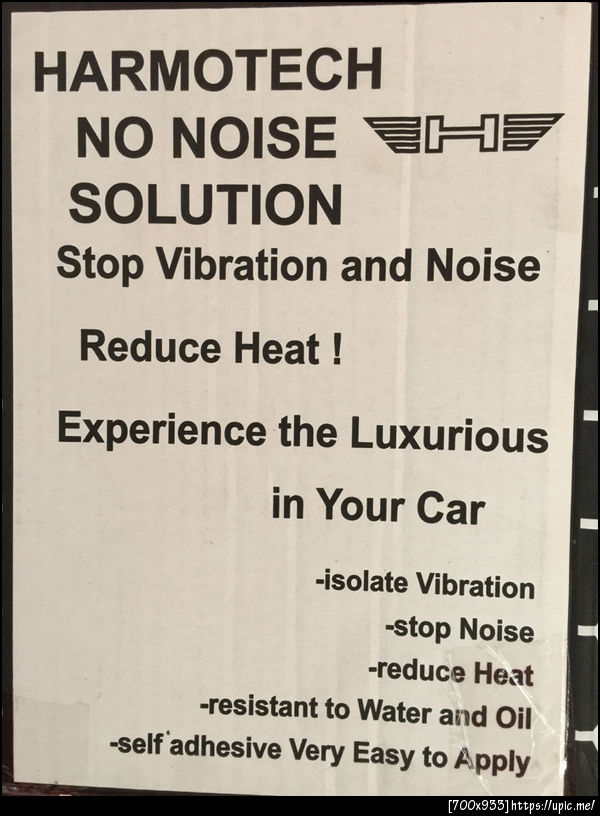 HARMOTECH
NO NOISE
SOLUTION
Stop Vibration and Noise
Reduce Heat !
Experience the Luxurious
in Your Car
-isolate Vibration
-stop Noise
-reduce Heat
-resistant to Water and Oil
-self adhesive Very Easy to Apply
[700x933]https://upic.me/